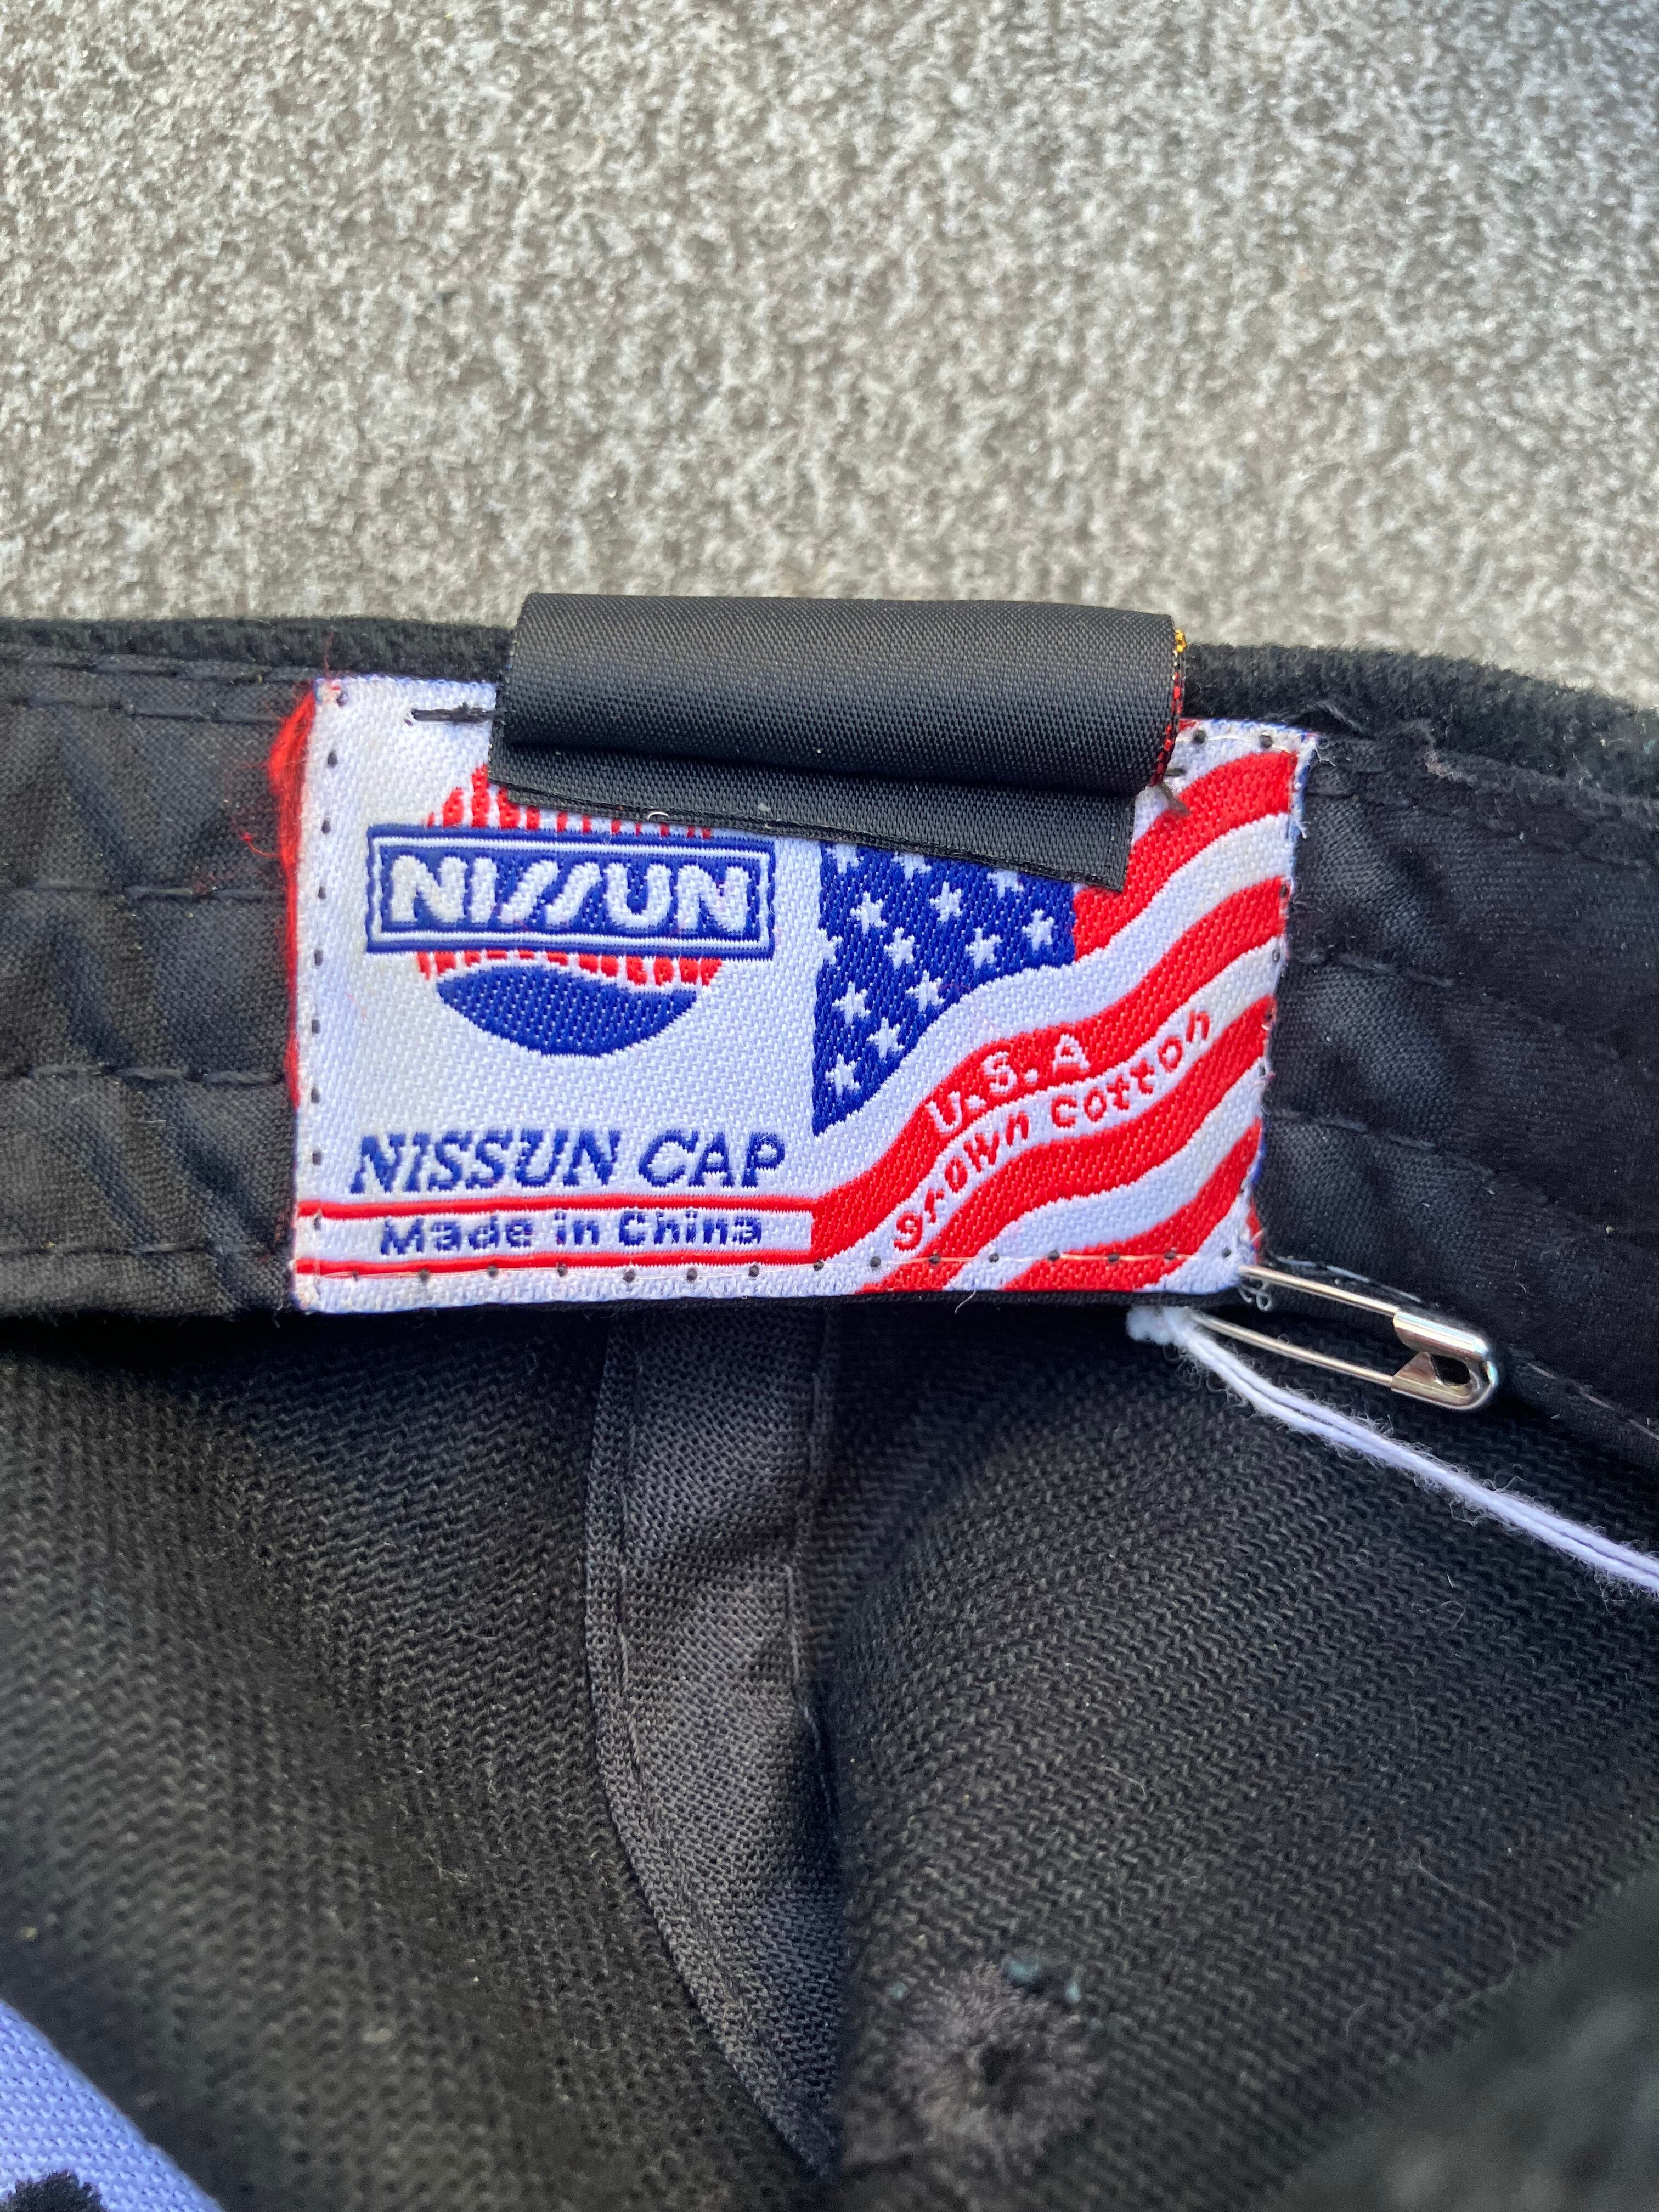 NISSUN
NISSUN CAP
Made in China
U.S.A
grown cotton